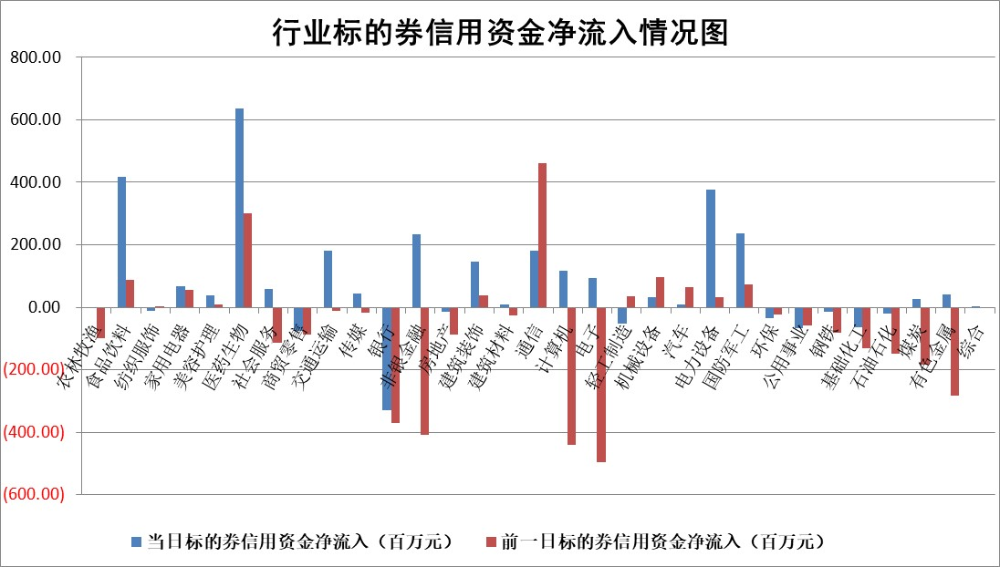 行业标的券信用资金净流入情况图
800.00
600.00
400.00
200.00
0.00
(200.00)
(400.00)
(600.00)
农林牧渔
食品饮料
纺织服饰
家用电器
美容护理
医药生物
社会服务
商贸零售
交通运输
传媒
银行
非银金融
房地产
建筑装饰
建筑材料
通信
计算机
电子
轻工制造
机械设备
汽车
电力设备
国防军工
环保
公用事业
钢铁
基础化工
石油石化
煤炭
有色金属
综合
当日标的券信用资金净流入（百万元）
前一日标的券信用资金净流入（百万元）